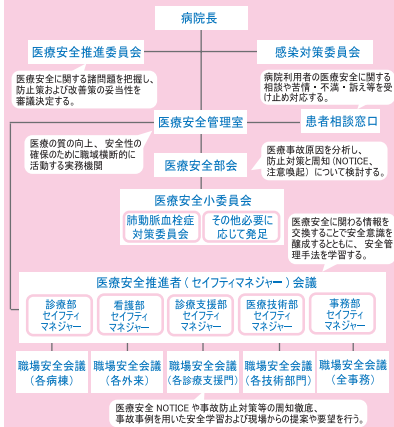 病院長
医療安全推進委員会
感染対策委員会
医療安全に関する諸問題を把握し、
防止策および改善策の妥当性を
審議決定する。
病院利用者の医療安全に関する
相談や苦情・不満・訴え等を受
け止め対応する。
医療安全管理室
患者相談窓口
医療の質の向上、安全性の
確保のために職域横断的に
活動する実務機関
医療安全部会
医療事故原因を分析し、
防止対策と周知（NOTICE、
注意喚起）について検討する。
医療安全小委員会
肺動脈血栓症
対策委員会
その他必要に
応じて発足
医療安全に関わる情報を
交換することで安全意識を
醸成するとともに、安全管
理手法を学習する。
医療安全推進者（セイフティマネジャー）会議
診療部
セイフティ
マネジャー
看護部
セイフティ
マネジャー
診療支援部
セイフティ
マネジャー
医療技術部
セイフティ
マネジャー
事務部
セイフティ
マネジャー
職場安全会議
（各病棟）
職場安全会議
（各外来）
職場安全会議
（各診療支援門）
職場安全会議
（各技術部門）
職場安全会議
（全事務）
医療安全 NOTICE や事故防止対策等の周知徹底、
事故事例を用いた安全学習および現場からの提案や要望を行う。